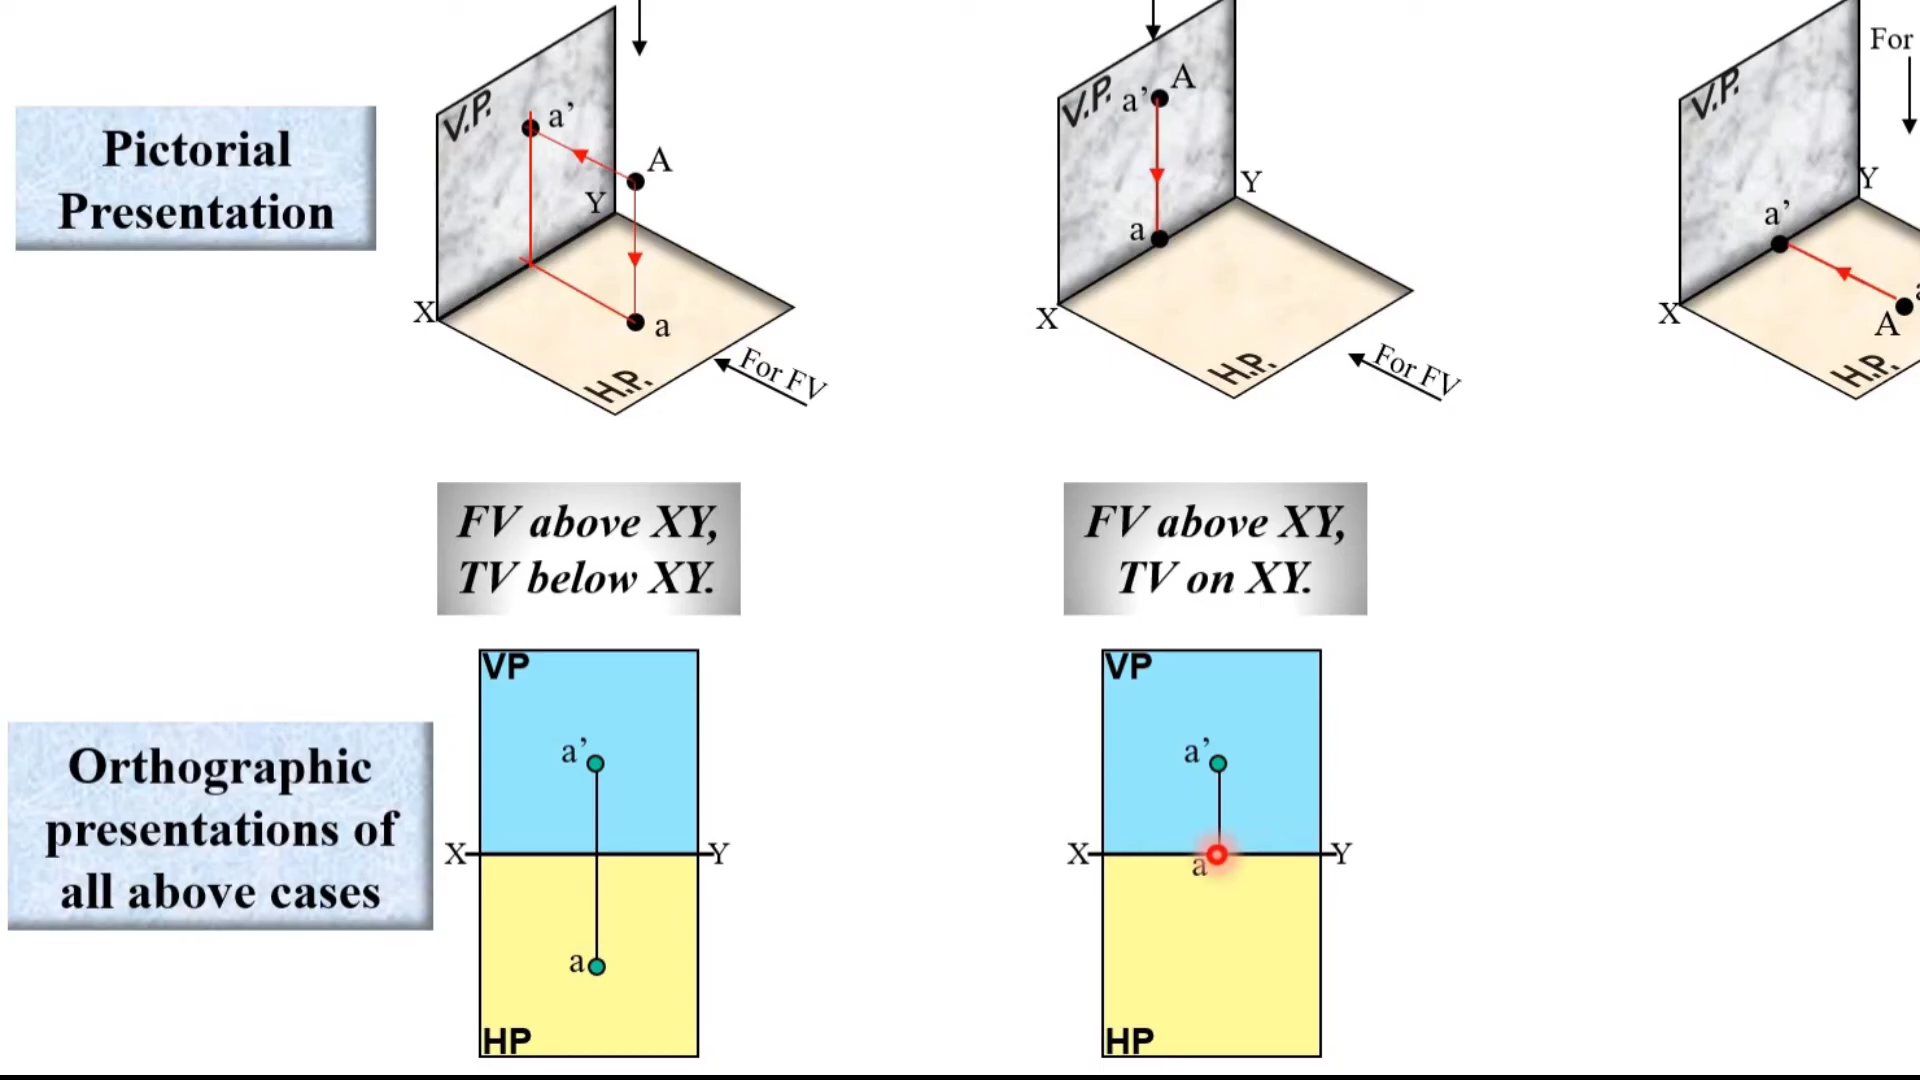 Pictorial
Presentation
V.P.
a’
A
Y
X
a
H.P.
For FV
V.P.
a’
A
Y
a
X
H.P.
For FV
For
V.P.
Y
a’
X
a
A
H.P.
FV above XY,
TV below XY.
FV above XY,
TV on XY.
Orthographic
presentations of
all above cases
VP
a’
X
Y
a
HP
VP
a’
X
Y
a
HP